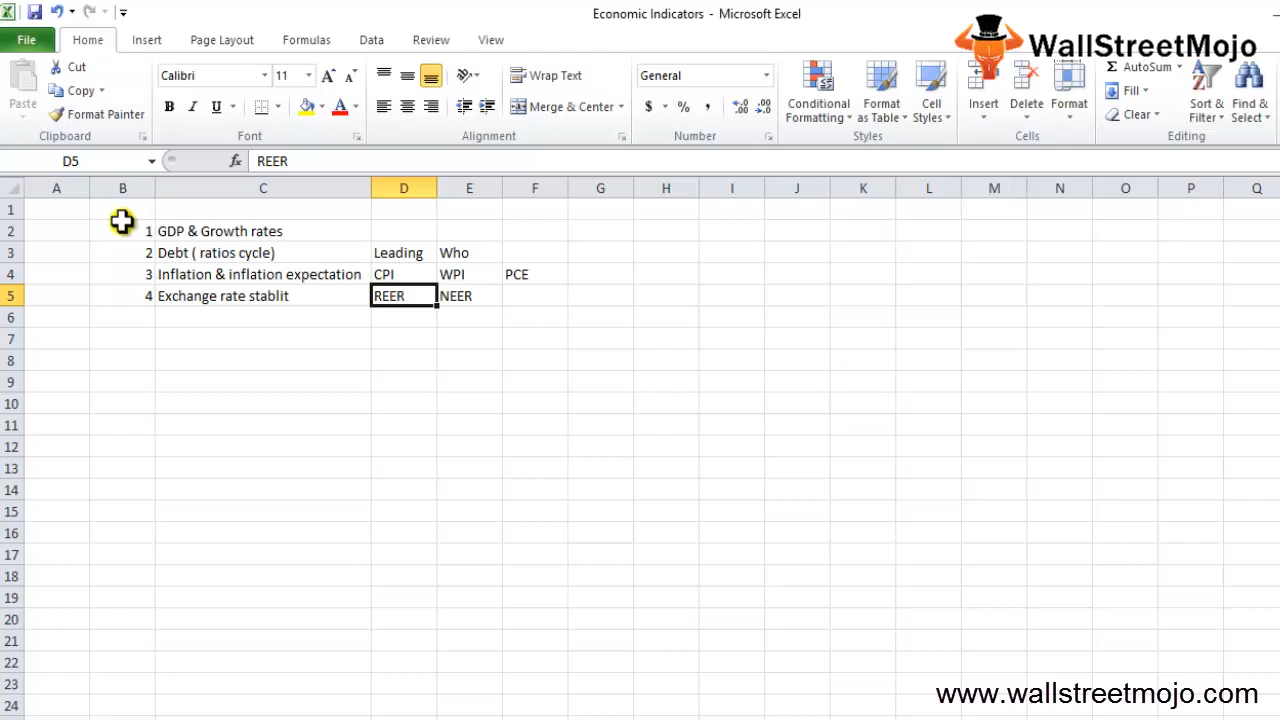 Economic Indicators - Microsoft Excel
WallStreetMojo
File Home Insert Page Layout Formulas Data Review View
Paste
Cut
Copy
Format Painter
Calibri 11
B I U A
Wrap Text
Merge & Center
General
$ % ,
Conditional Formatting
Format as Table
Cell Styles
Insert
Delete
Format
Σ AutoSum
Fill
Clear
Sort & Filter
Find & Select
Clipboard Font Alignment Number Styles Cells Editing
D5 fx REER
A B C D E F G H I J K L M N O P Q
1
2 1 GDP & Growth rates
3 2 Debt ( ratios cycle) Leading Who
4 3 Inflation & inflation expectation CPI WPI PCE
5 4 Exchange rate stablit REER NEER
6
7
8
9
10
11
12
13
14
15
16
17
18
19
20
21
22
23
24
www.wallstreetmojo.com